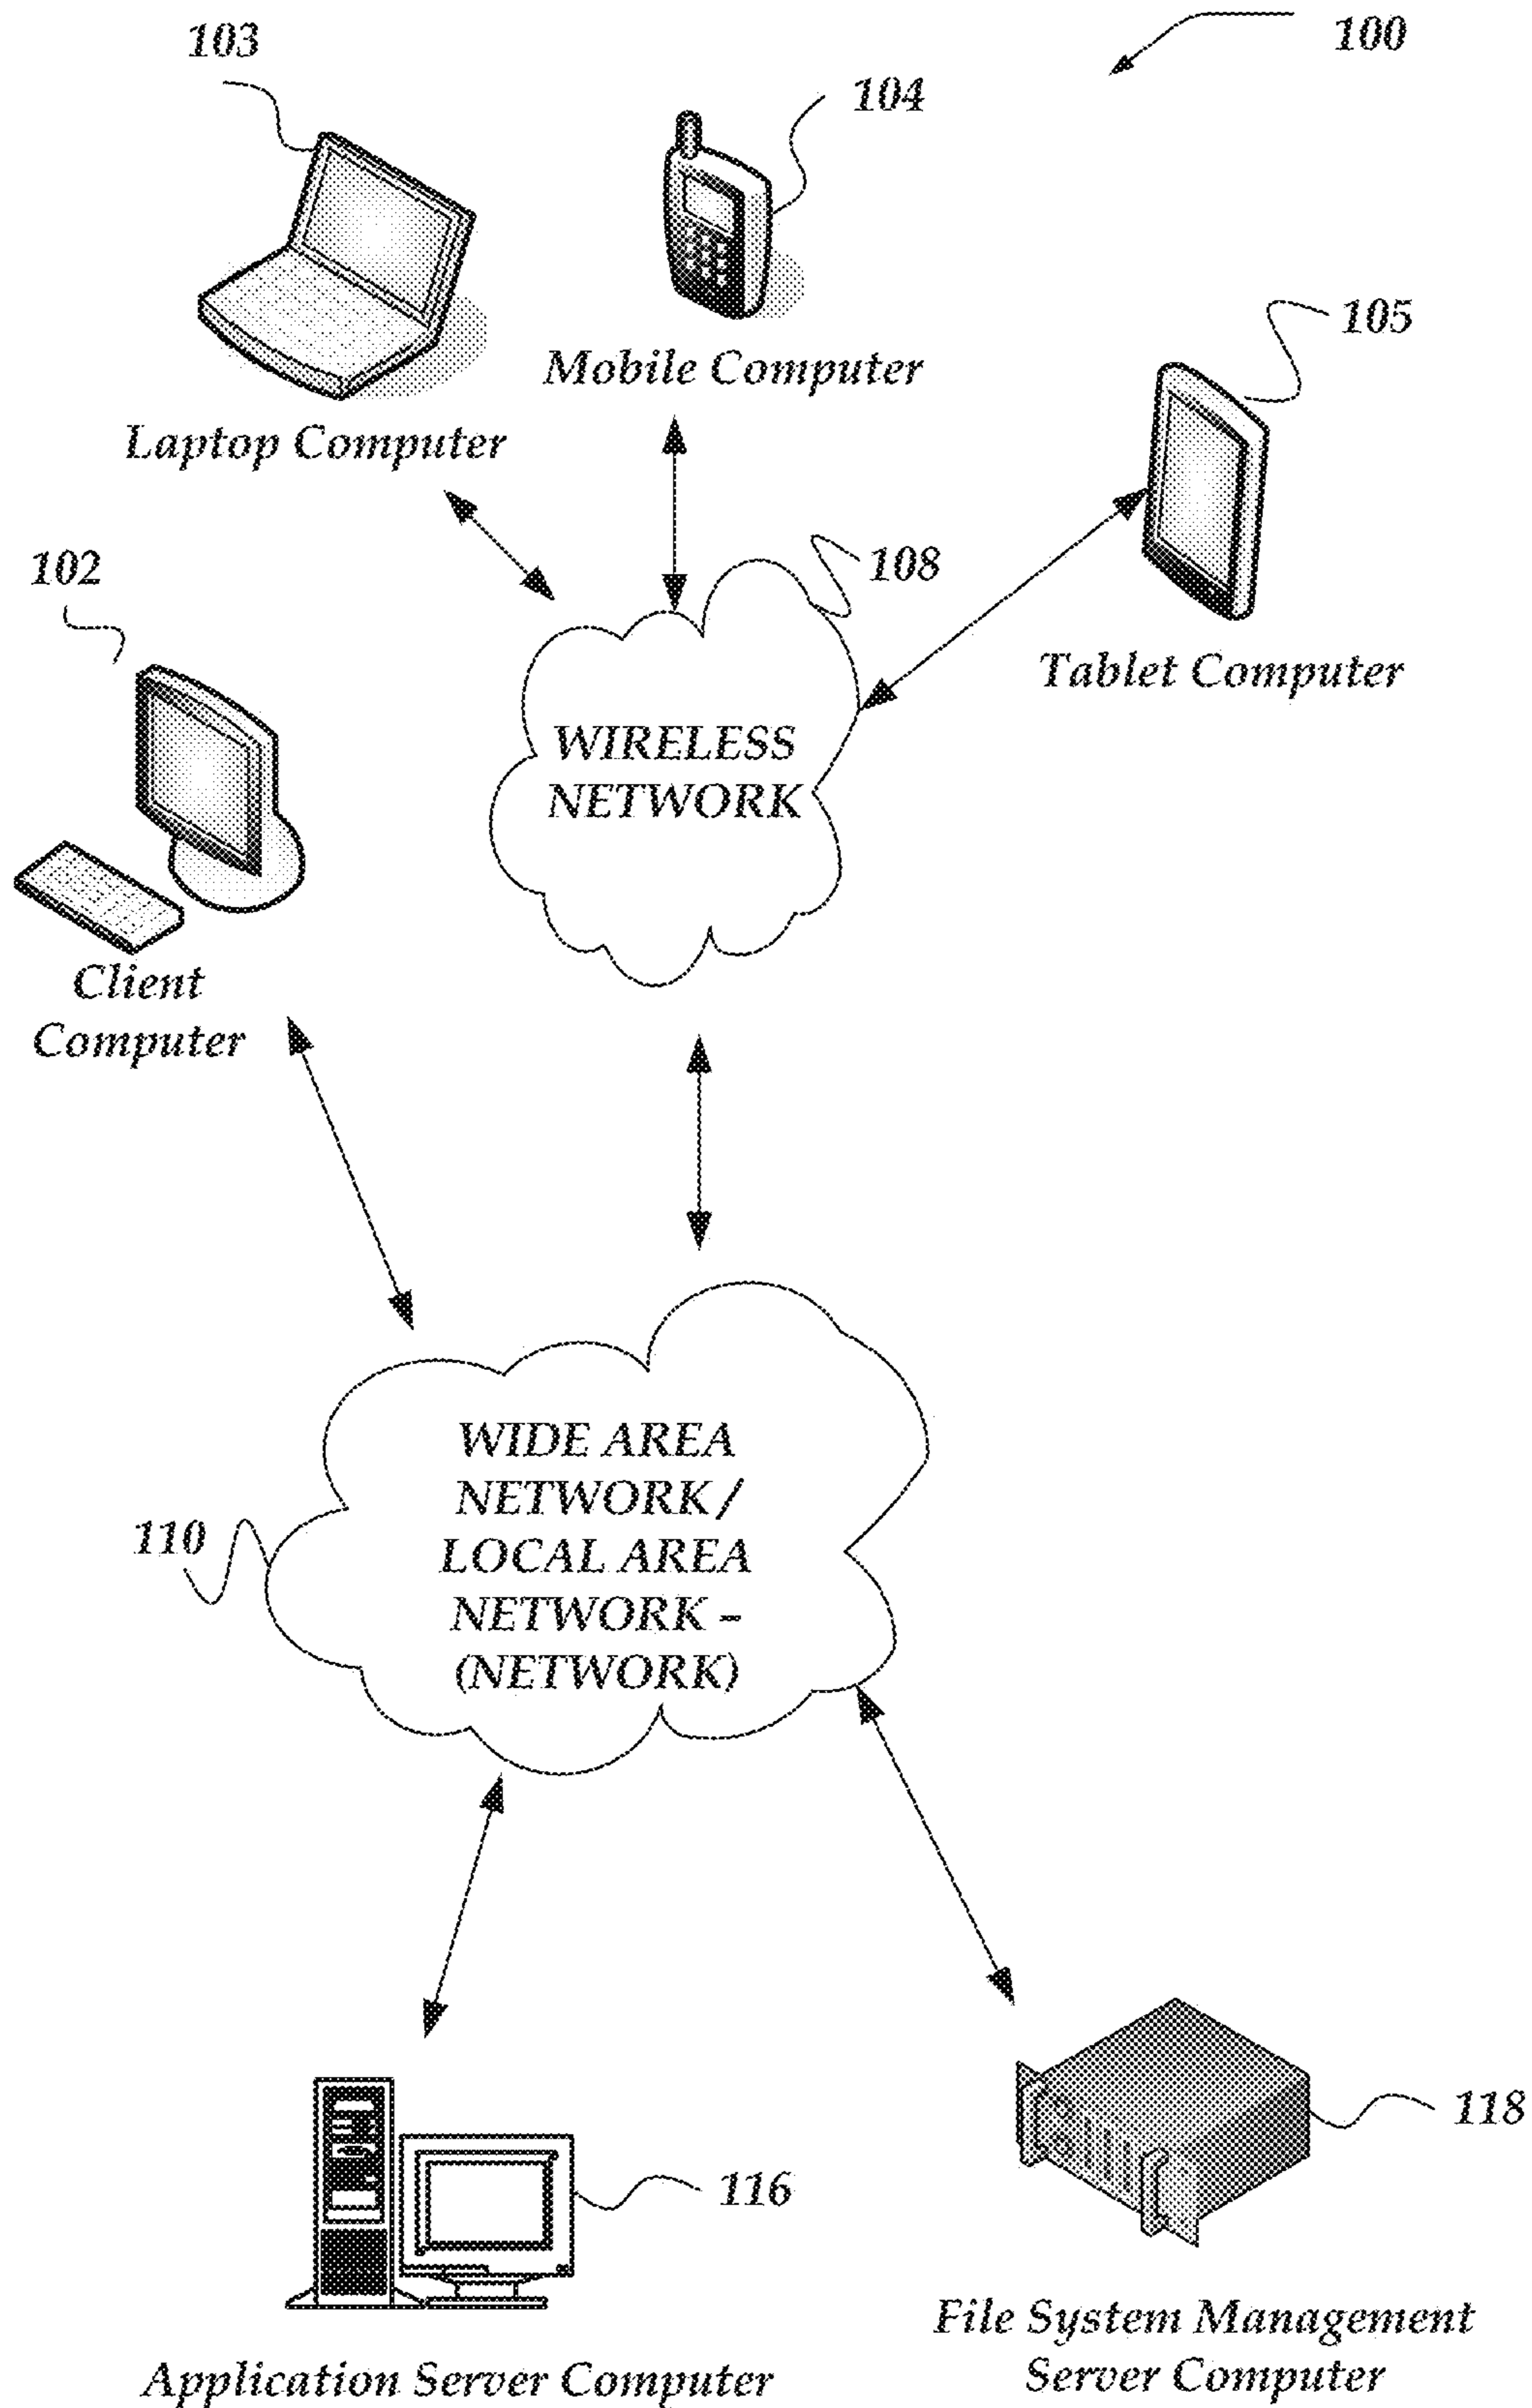 100
103
104
Mobile Computer
105
Laptop Computer
102
108
Tablet Computer
WIRELESS
NETWORK
Client
Computer
WIDE AREA
NETWORK /
LOCAL AREA
NETWORK –
(NETWORK)
110
116
118
File System Management
Server Computer
Application Server Computer